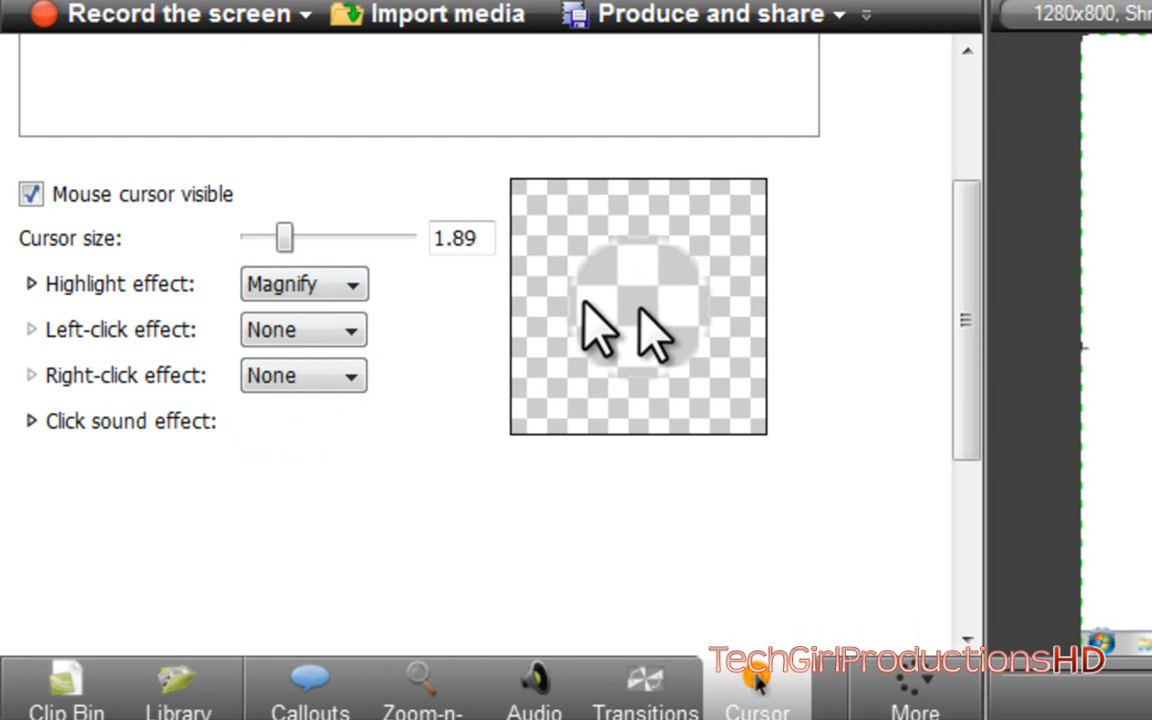 Record the screen Import media Produce and share 1280x800, Shr
Mouse cursor visible
Cursor size: 1.89
Highlight effect: Magnify
Left-click effect: None
Right-click effect: None
Click sound effect:
TechGirlProductionsHD
Clip Bin Library Callouts Zoom-n- Audio Transitions Cursor More